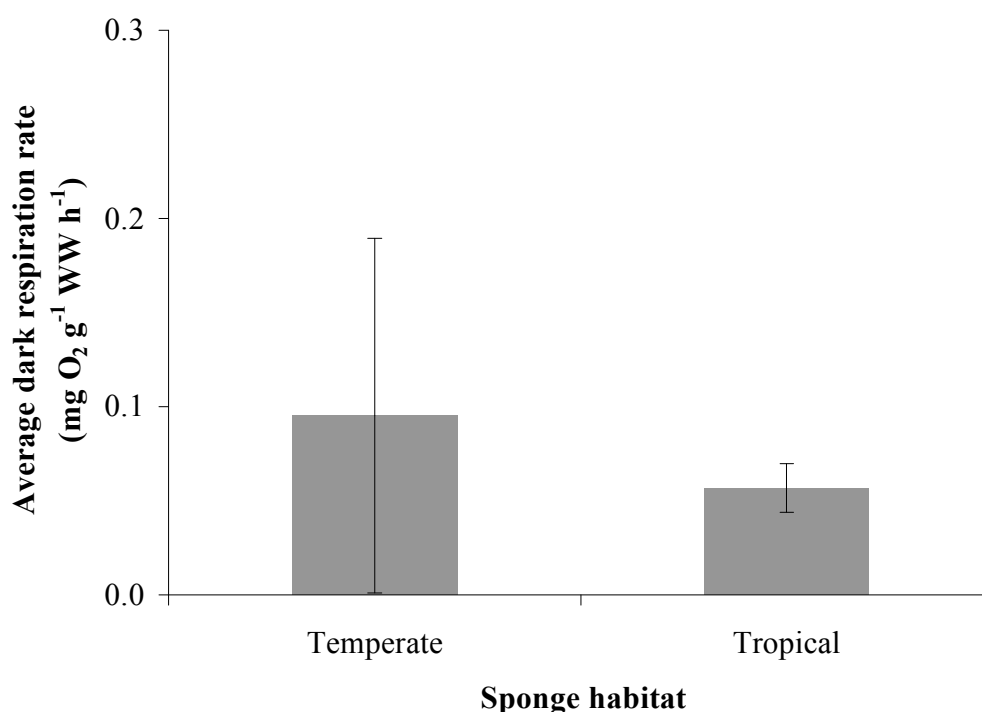 Average dark respiration rate
(mg O₂ g⁻¹ WW h⁻¹)
0.3
0.2
0.1
0.0
Temperate Tropical
Sponge habitat